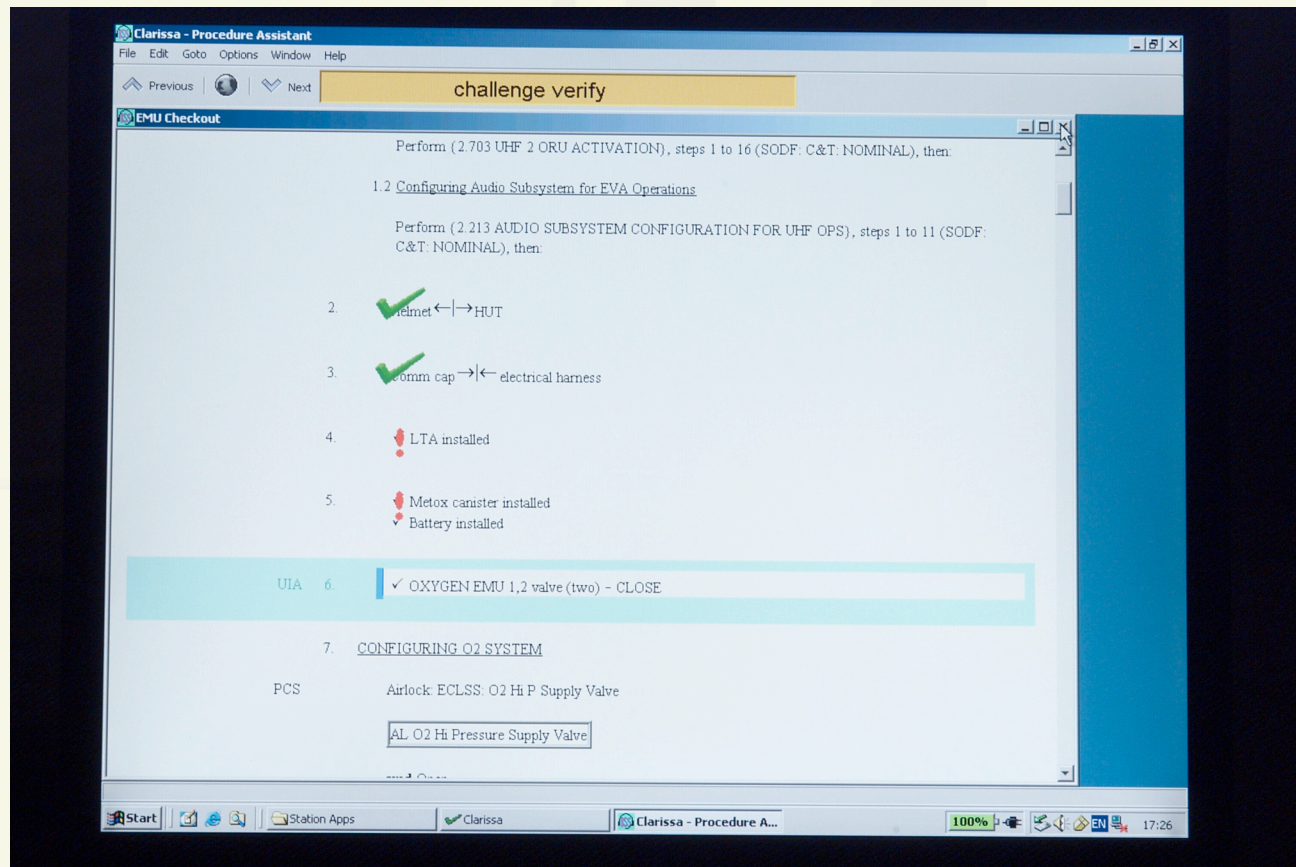 Clarissa - Procedure Assistant
File Edit Goto Options Window Help
Previous Next challenge verify
EMU Checkout
Perform (2.703 UHF 2 ORU ACTIVATION), steps 1 to 16 (SODF: C&T: NOMINAL), then:
1.2 Configuring Audio Subsystem for EVA Operations
Perform (2.213 AUDIO SUBSYSTEM CONFIGURATION FOR UHF OPS), steps 1 to 11 (SODF:
C&T: NOMINAL), then:
2. Helmet ←|→ HUT
3. Comm cap →|← electrical harness
4. LTA installed
5. Metox canister installed
✓ Battery installed
UIA 6. ✓ OXYGEN EMU 1,2 valve (two) – CLOSE
7. CONFIGURING O2 SYSTEM
PCS Airlock: ECLSS: O2 Hi P Supply Valve
AL O2 Hi Pressure Supply Valve
Start Station Apps Clarissa Clarissa - Procedure A... 100% EN 17:26